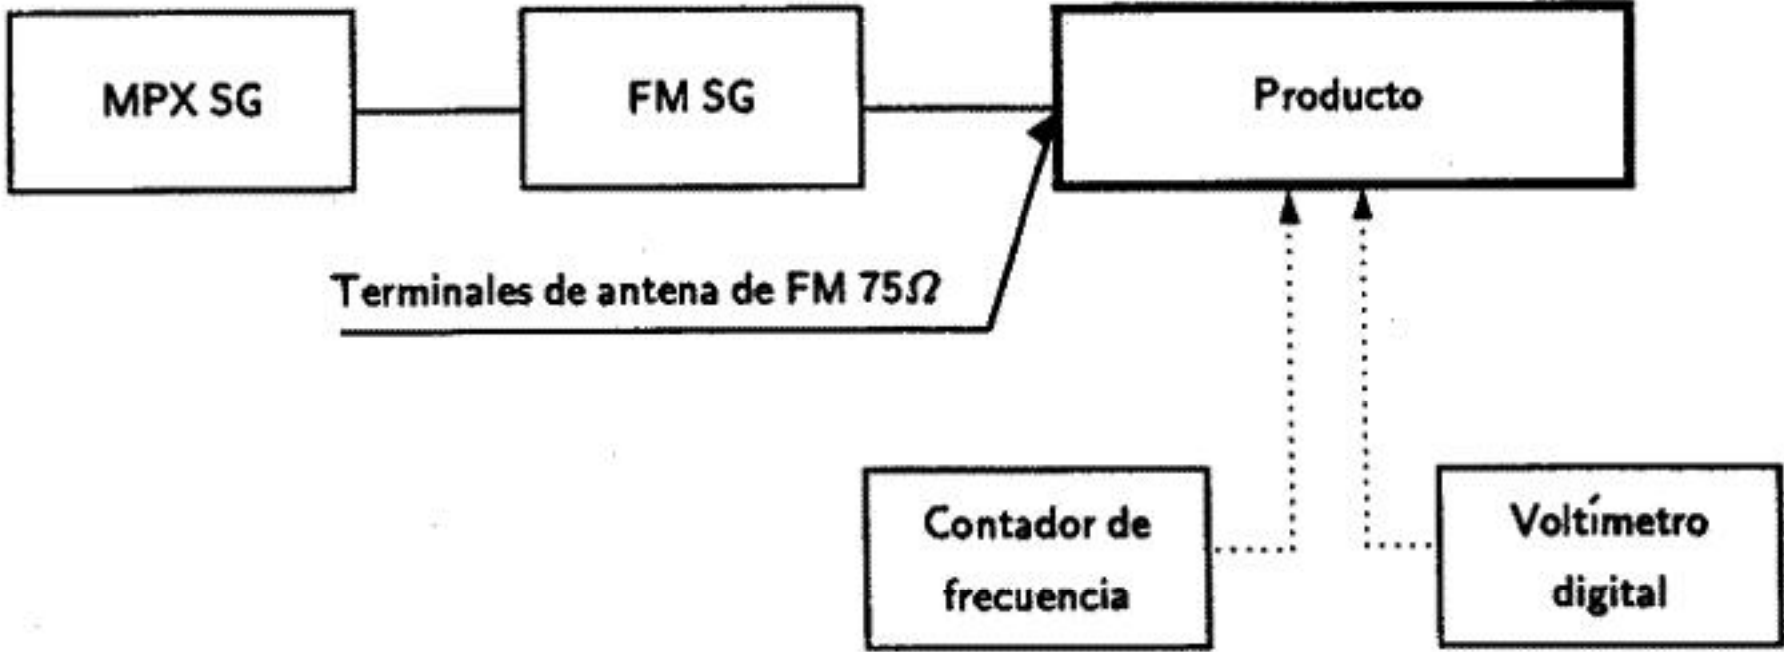 MPX SG
FM SG
Producto
Terminales de antena de FM 75Ω
Contador de
frecuencia
Voltímetro
digital